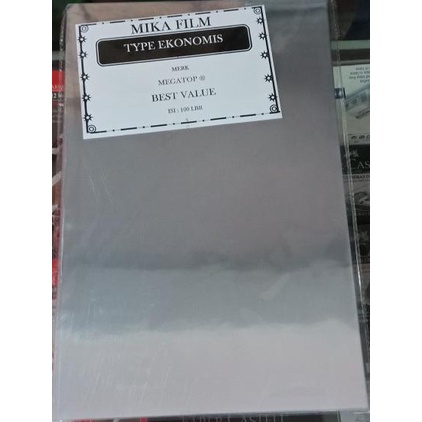 MIKA FILM
TYPE EKONOMIS
MERK
MEGATOP ®
BEST VALUE
ISI : 100 LBR